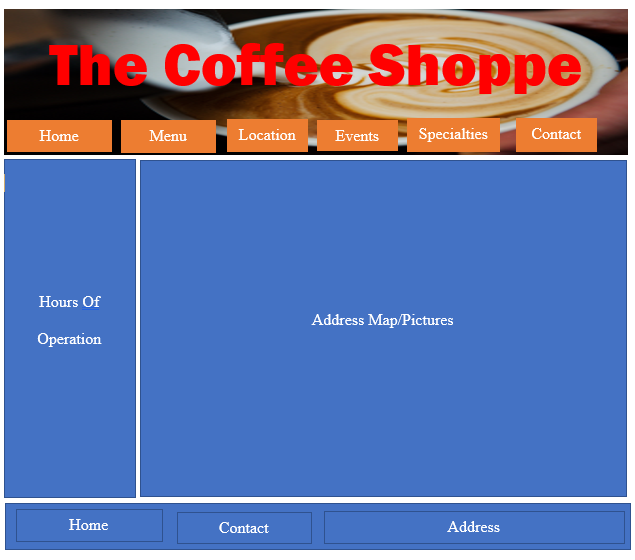 The Coffee Shoppe
Home Menu Location Events Specialties Contact
Hours Of
Operation
Address Map/Pictures
Home Contact Address